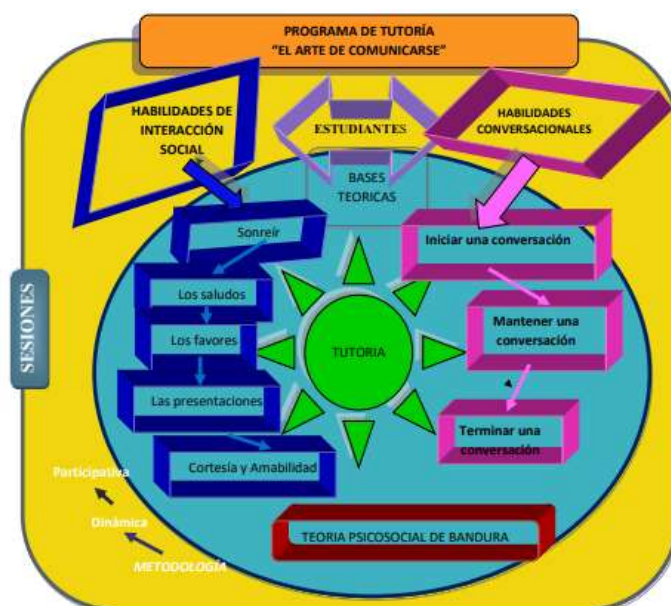 PROGRAMA DE TUTORÍA
"EL ARTE DE COMUNICARSE"
HABILIDADES DE
INTERACCIÓN
SOCIAL
ESTUDIANTES
HABILIDADES
CONVERSACIONALES
BASES
TEORICAS
Sonreír
Los saludos
Los favores
Las presentaciones
Cortesía y Amabilidad
TUTORIA
Iniciar una conversación
Mantener una
conversación
Terminar una
conversación
SESIONES
Participativa
Dinámica
METODOLOGÍA
TEORIA PSICOSOCIAL DE BANDURA